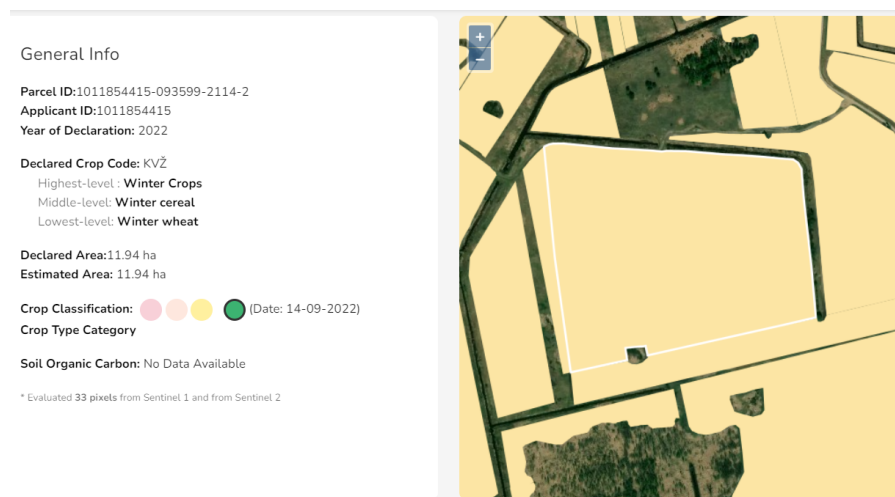 General Info
Parcel ID:1011854415-093599-2114-2
Applicant ID:1011854415
Year of Declaration: 2022
Declared Crop Code: KVŽ
Highest-level : Winter Crops
Middle-level: Winter cereal
Lowest-level: Winter wheat
Declared Area:11.94 ha
Estimated Area: 11.94 ha
Crop Classification: (Date: 14-09-2022)
Crop Type Category
Soil Organic Carbon: No Data Available
* Evaluated 33 pixels from Sentinel 1 and from Sentinel 2
+
−